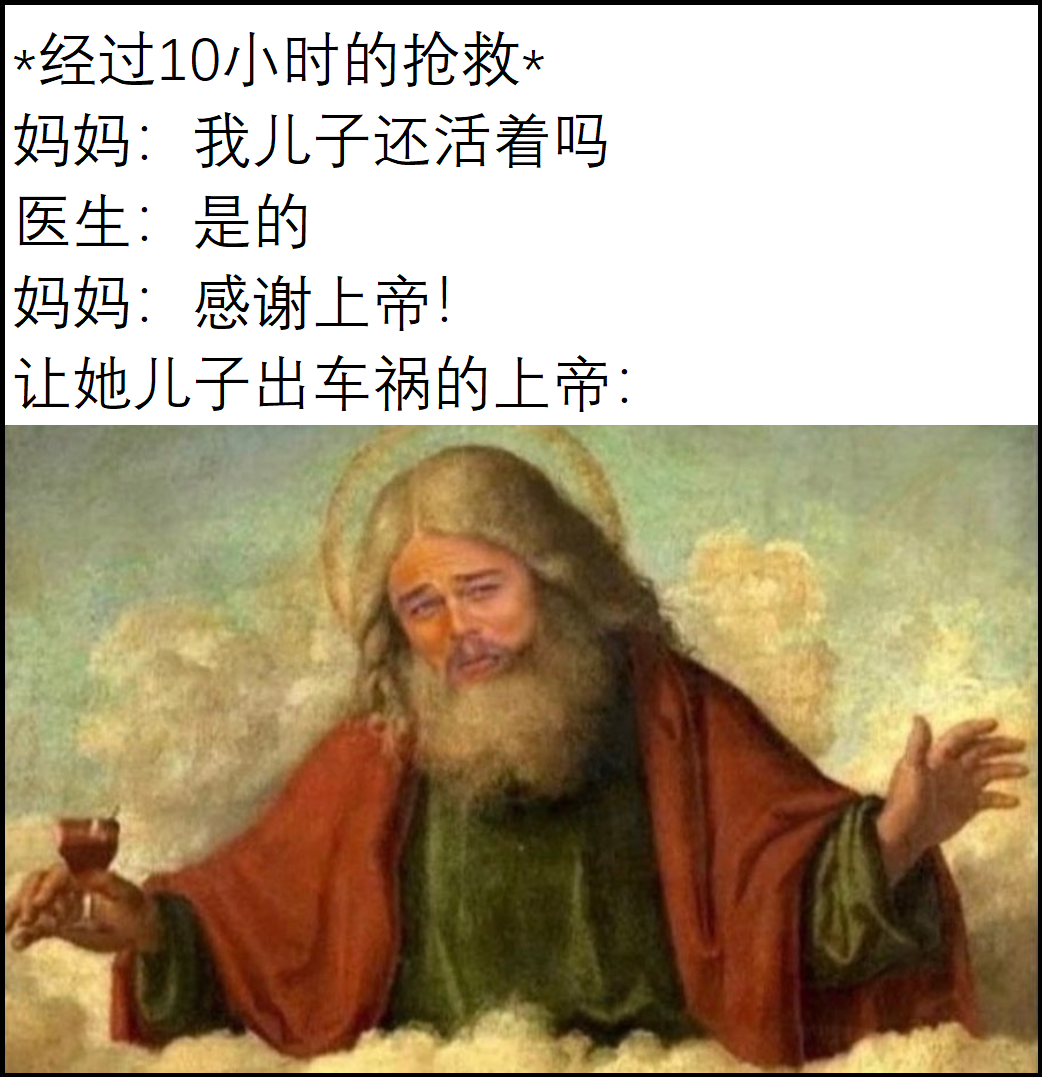 *经过10小时的抢救*
妈妈：我儿子还活着吗
医生：是的
妈妈：感谢上帝！
让她儿子出车祸的上帝：